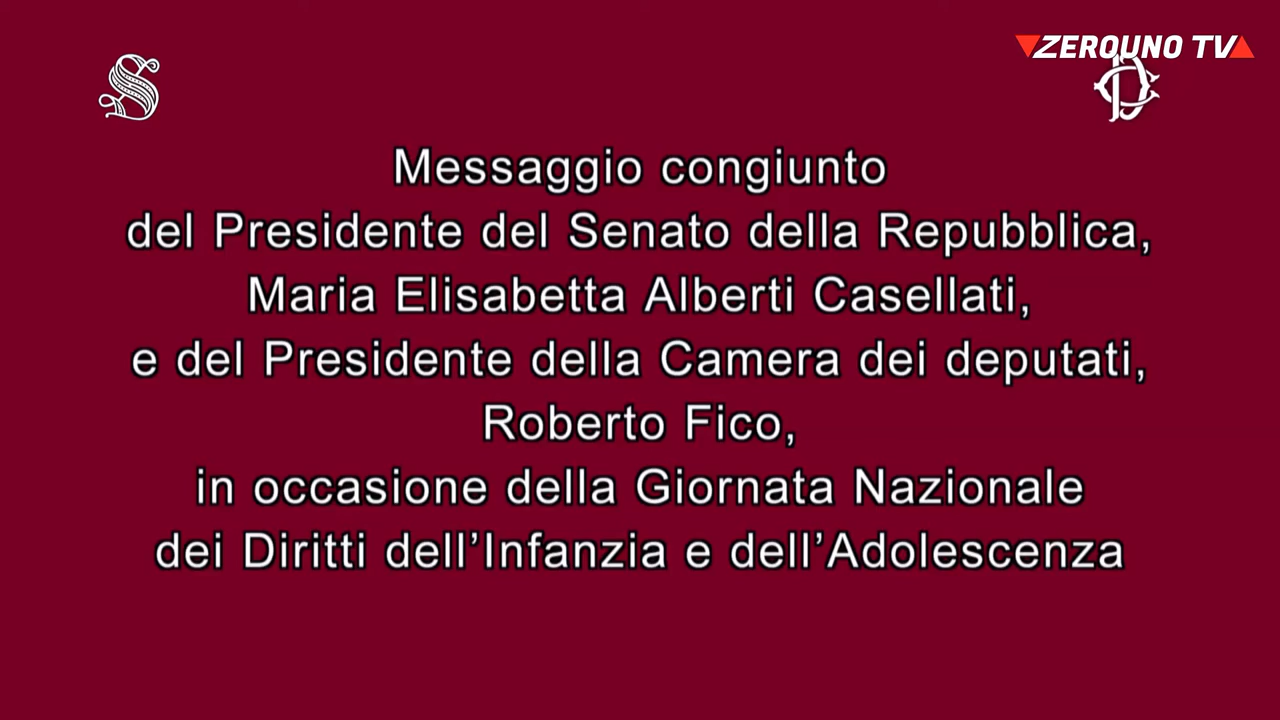 ZEROUNO TV
Messaggio congiunto
del Presidente del Senato della Repubblica,
Maria Elisabetta Alberti Casellati,
e del Presidente della Camera dei deputati,
Roberto Fico,
in occasione della Giornata Nazionale
dei Diritti dell’Infanzia e dell’Adolescenza